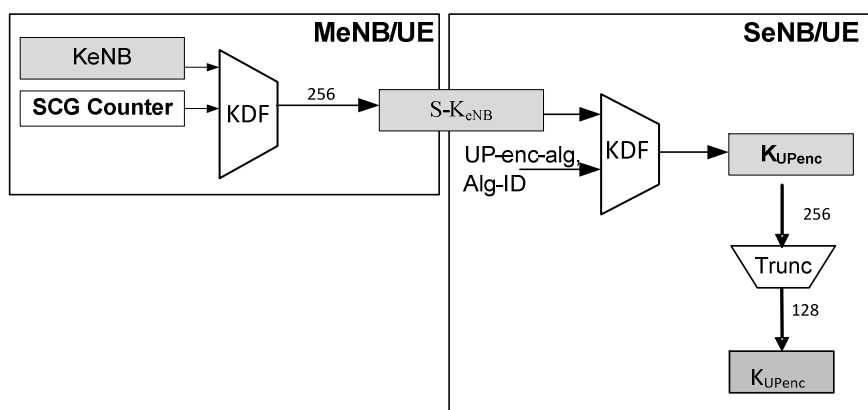 MeNB/UE
KeNB
SCG Counter
KDF
256
S-KeNB
SeNB/UE
UP-enc-alg,
Alg-ID
KDF
KUPenc
256
Trunc
128
KUPenc